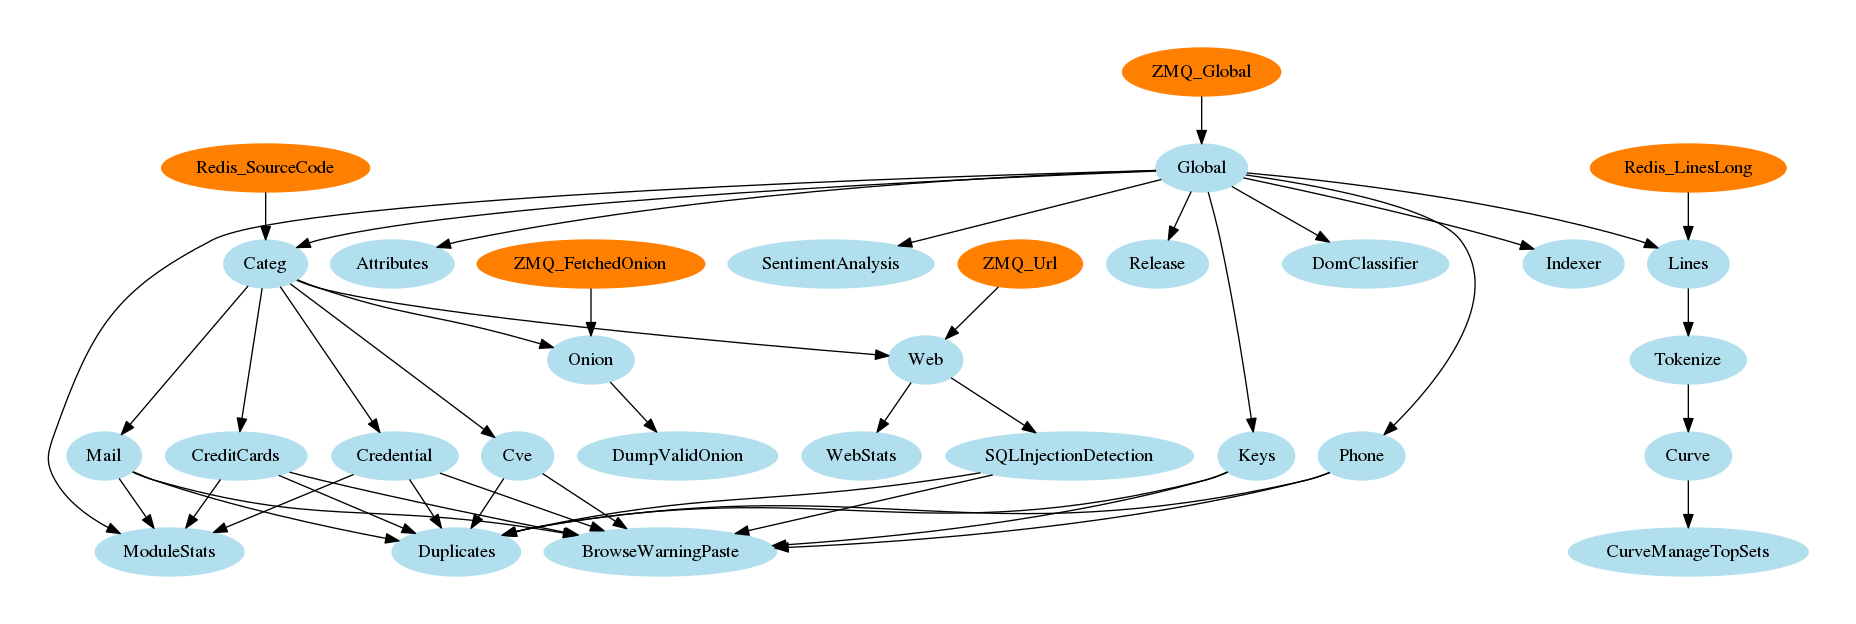 ZMQ_Global
Redis_SourceCode
Global
Redis_LinesLong
Categ
Attributes
ZMQ_FetchedOnion
SentimentAnalysis
ZMQ_Url
Release
DomClassifier
Indexer
Lines
Onion
Web
Tokenize
Mail
CreditCards
Credential
Cve
DumpValidOnion
WebStats
SQLInjectionDetection
Keys
Phone
Curve
ModuleStats
Duplicates
BrowseWarningPaste
CurveManageTopSets